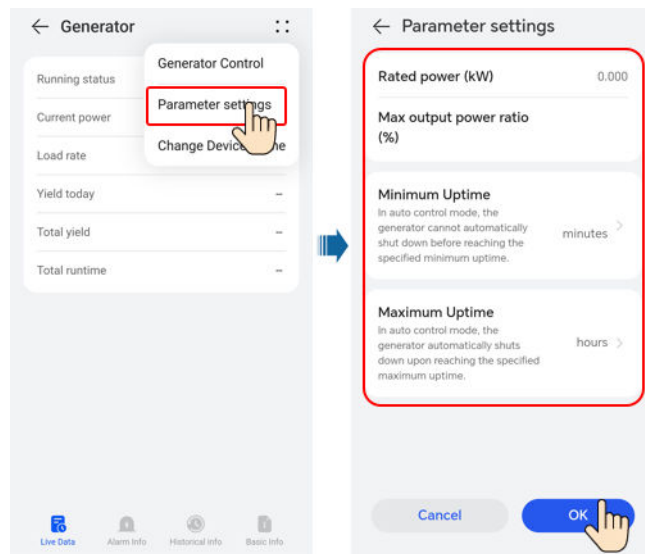 Generator
Generator Control
Running status
Parameter settings
Current power
Change Device
Load rate
Yield today –
Total yield –
Total runtime –
Live Data Alarm Info Historical info Basic Info
Parameter settings
Rated power (kW) 0.000
Max output power ratio
(%)
Minimum Uptime
In auto control mode, the
generator cannot automatically
shut down before reaching the
specified minimum uptime.
minutes
Maximum Uptime
In auto control mode, the
generator automatically shuts
down upon reaching the specified
maximum uptime.
hours
Cancel OK